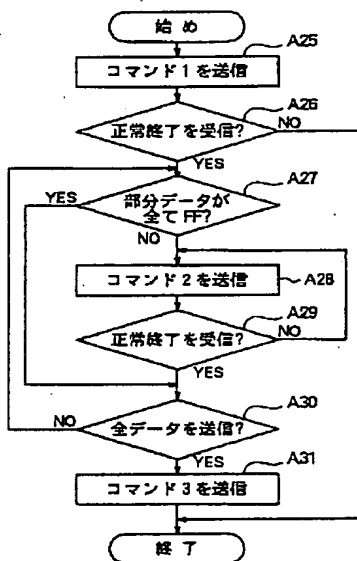 始め
A25
コマンド1を送信
A26
正常終了を受信?
NO
YES
A27
YES
部分データが
全てFF?
NO
コマンド2を送信
A28
A29
正常終了を受信?
NO
YES
A30
NO
全データを送信?
YES
A31
コマンド3を送信
終了